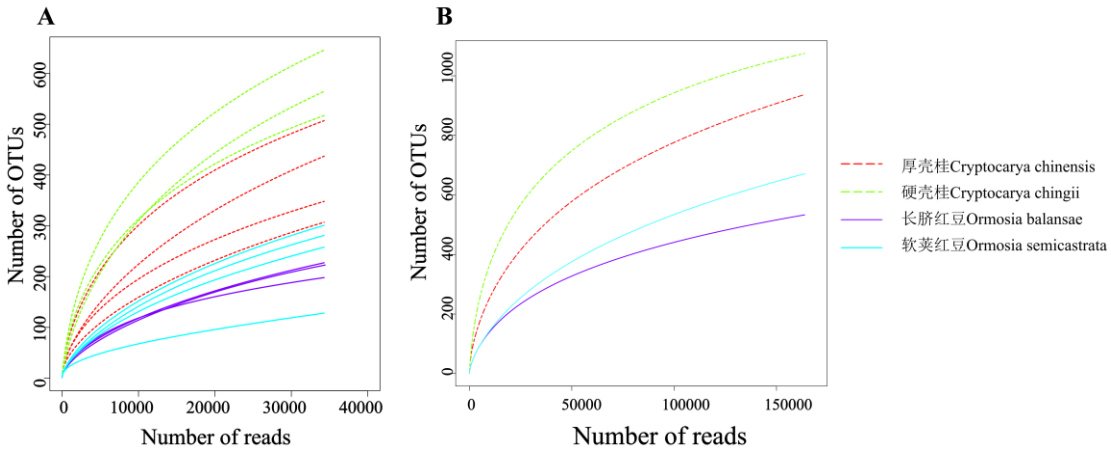 A
B
600
500
400
300
200
100
0
Number of OTUs
0
10000
20000
30000
40000
Number of reads
1000
800
600
400
200
0
Number of OTUs
0
50000
100000
150000
Number of reads
厚壳桂Cryptocarya chinensis
硬壳桂Cryptocarya chingii
长脐红豆Ormosia balansae
软荚红豆Ormosia semicastrata